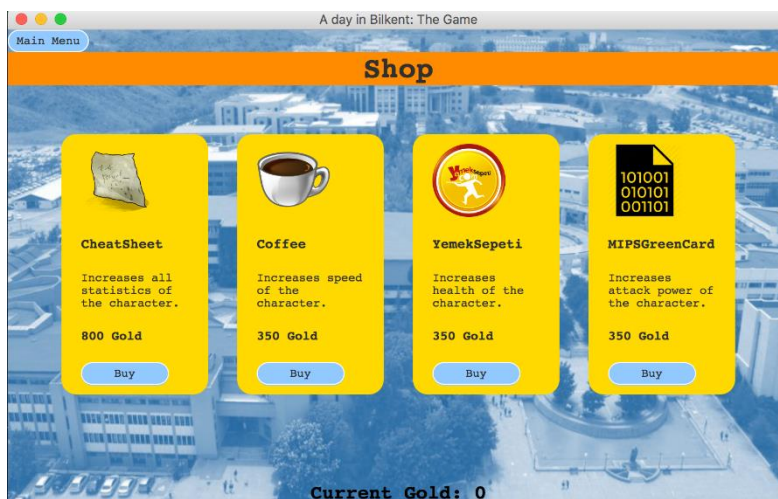 A day in Bilkent: The Game
Main Menu
Shop
CheatSheet
Increases all
statistics of
the character.
800 Gold
Buy
Coffee
Increases speed
of the
character.
350 Gold
Buy
Yemeksepeti
YemekSepeti
Increases
health of the
character.
350 Gold
Buy
101001
010101
001101
MIPSGreenCard
Increases
attack power of
the character.
350 Gold
Buy
Current Gold: 0